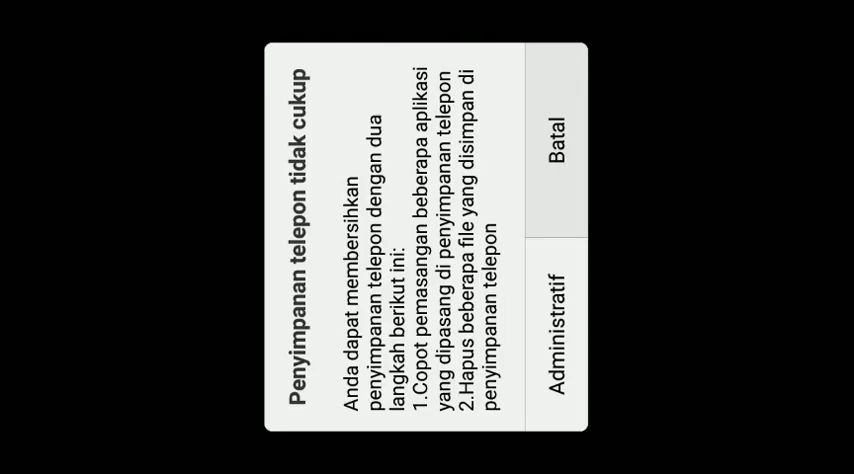 Penyimpanan telepon tidak cukup
Anda dapat membersihkan
penyimpanan telepon dengan dua
langkah berikut ini:
1.Copot pemasangan beberapa aplikasi
yang dipasang di penyimpanan telepon
2.Hapus beberapa file yang disimpan di
penyimpanan telepon
Administratif
Batal